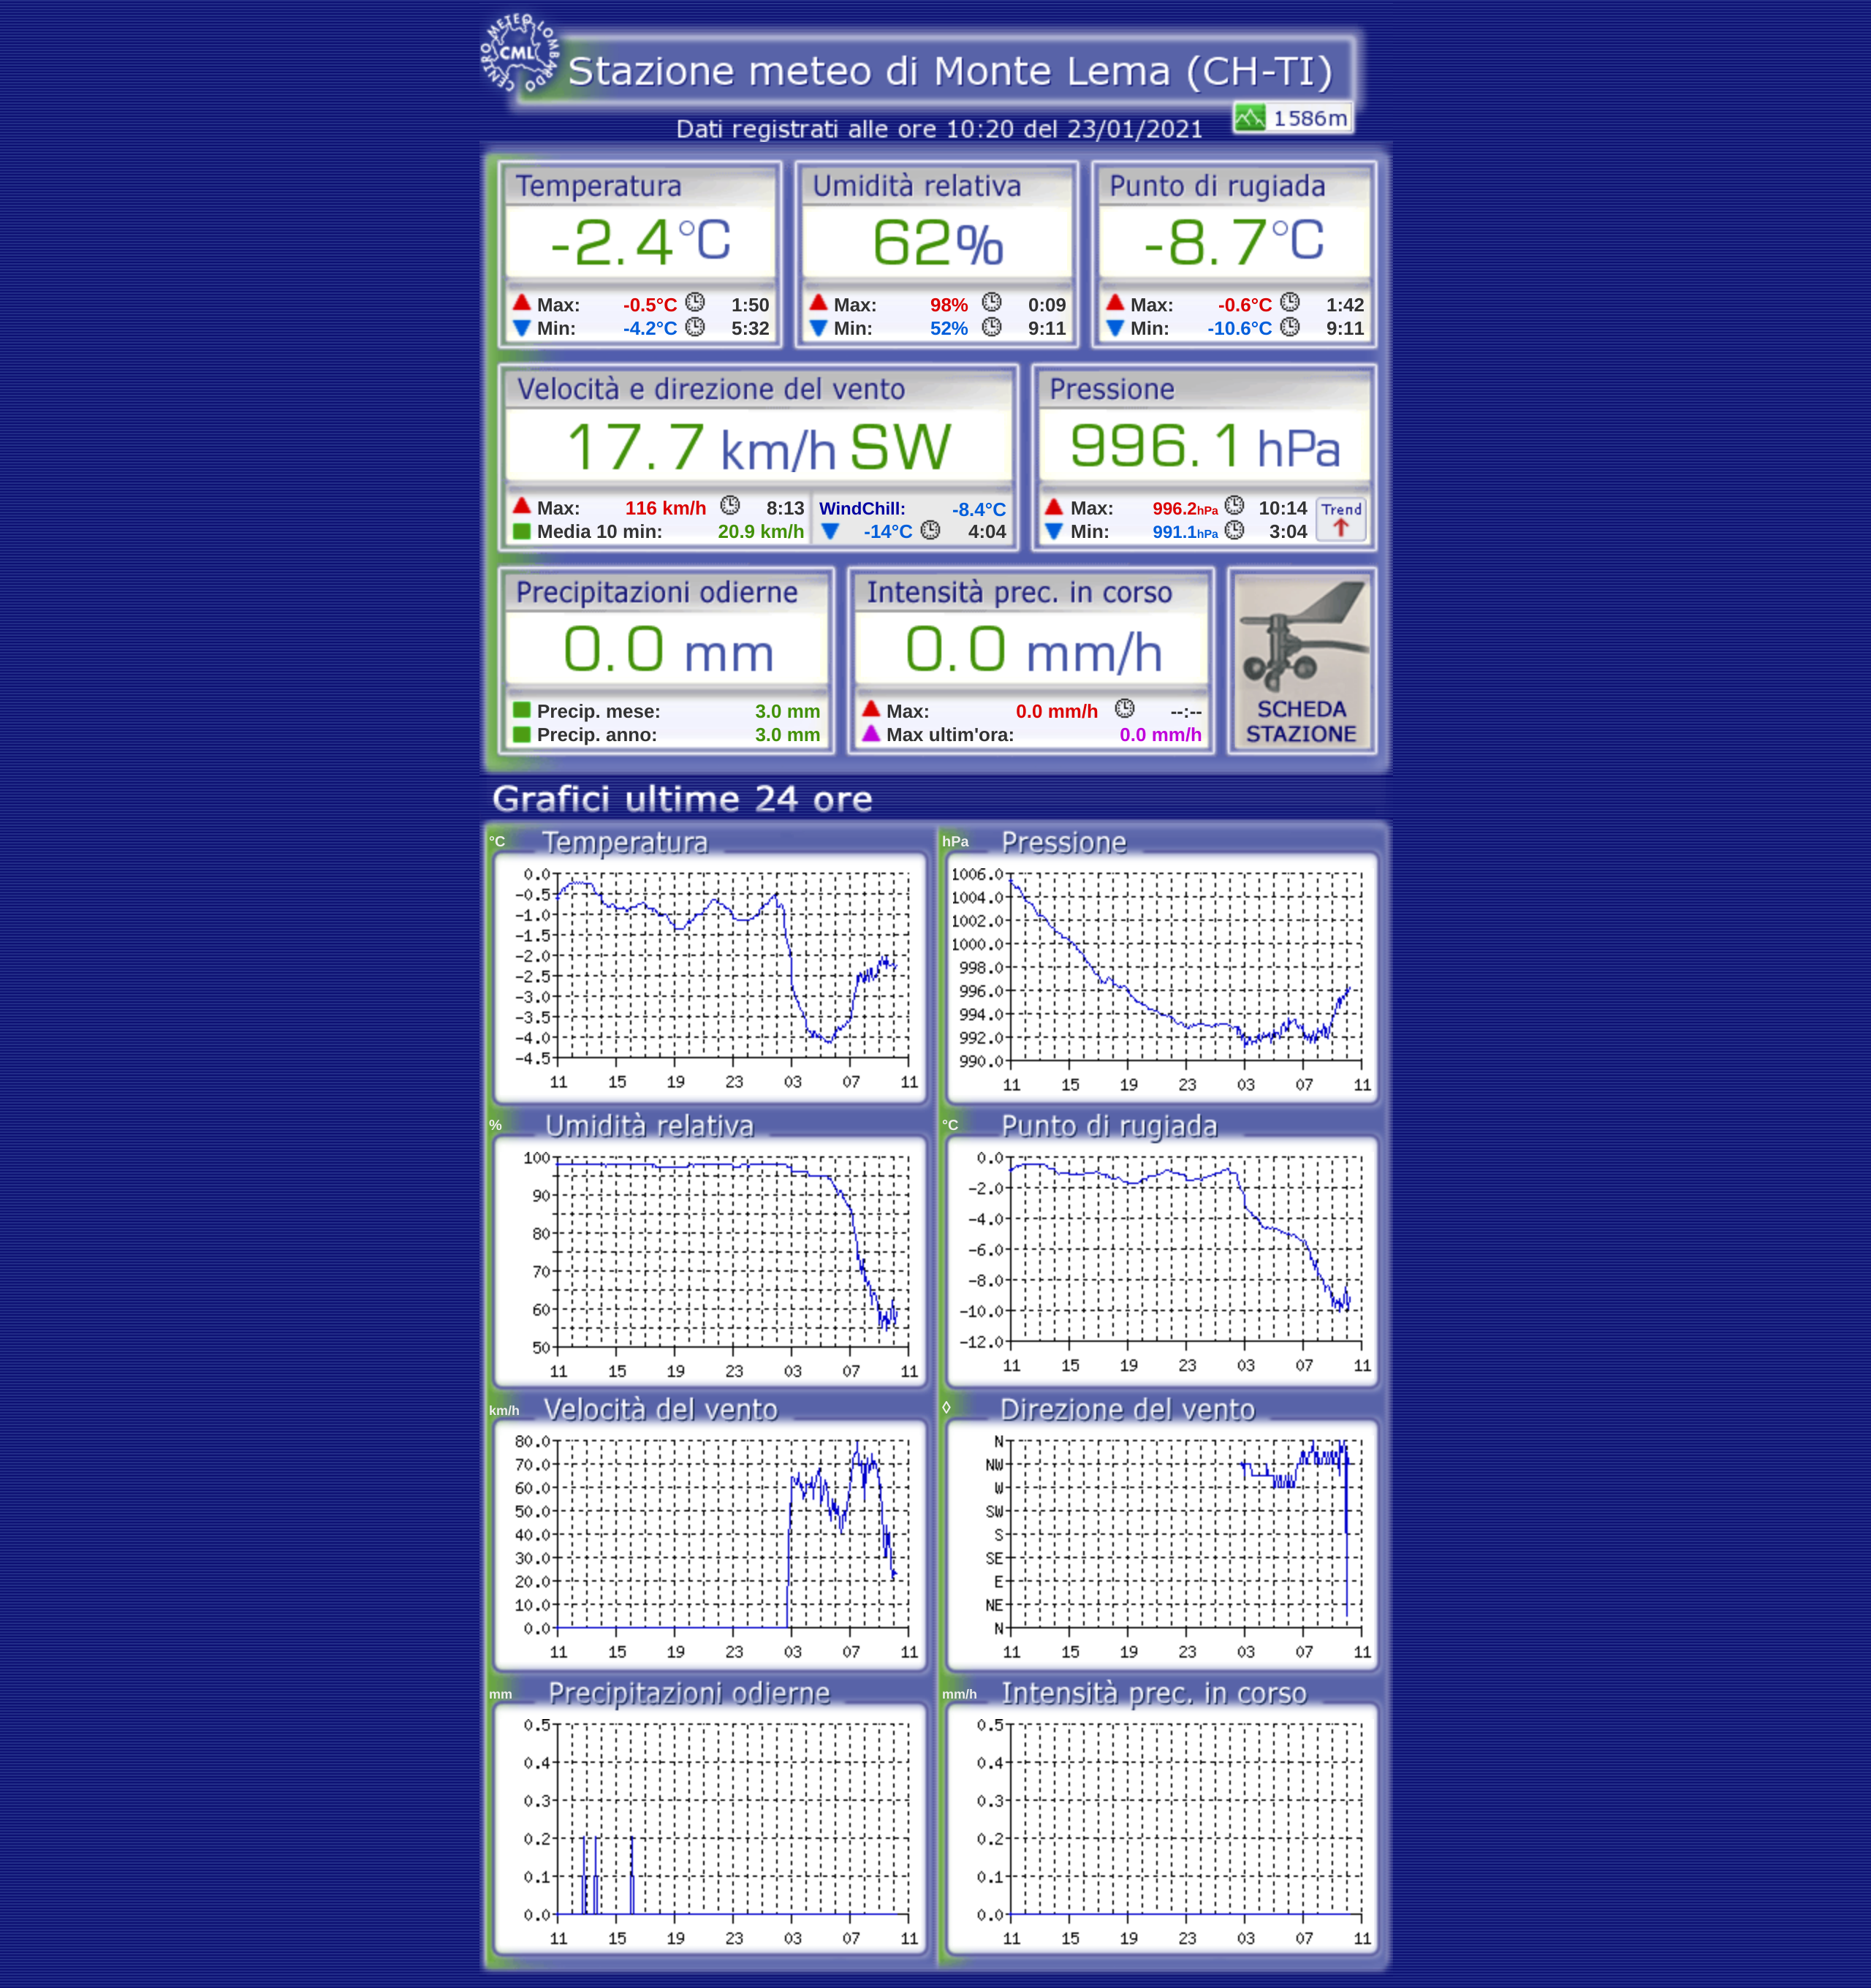 CENTRO METEO LOMBARDO
CML
Stazione meteo di Monte Lema (CH-TI)
1586m
Dati registrati alle ore 10:20 del 23/01/2021
Temperatura Umidità relativa Punto di rugiada
-2.4°C 62% -8.7°C
Max: -0.5°C 1:50 Max: 98% 0:09 Max: -0.6°C 1:42
Min: -4.2°C 5:32 Min: 52% 9:11 Min: -10.6°C 9:11
Velocità e direzione del vento Pressione
17.7 km/h SW 996.1 hPa
Max: 116 km/h 8:13 WindChill: -8.4°C Max: 996.2hPa 10:14 Trend
Media 10 min: 20.9 km/h -14°C 4:04 Min: 991.1hPa 3:04
Precipitazioni odierne Intensità prec. in corso
0.0 mm 0.0 mm/h
Precip. mese: 3.0 mm Max: 0.0 mm/h --:-- SCHEDA
Precip. anno: 3.0 mm Max ultim'ora: 0.0 mm/h STAZIONE
Grafici ultime 24 ore
°C Temperatura
0.0
-0.5
-1.0
-1.5
-2.0
-2.5
-3.0
-3.5
-4.0
-4.5
11 15 19 23 03 07 11
hPa Pressione
1006.0
1004.0
1002.0
1000.0
998.0
996.0
994.0
992.0
990.0
11 15 19 23 03 07 11
% Umidità relativa
100
90
80
70
60
50
11 15 19 23 03 07 11
°C Punto di rugiada
0.0
-2.0
-4.0
-6.0
-8.0
-10.0
-12.0
11 15 19 23 03 07 11
km/h Velocità del vento
80.0
70.0
60.0
50.0
40.0
30.0
20.0
10.0
0.0
11 15 19 23 03 07 11
◊ Direzione del vento
N
NW
W
SW
S
SE
E
NE
N
11 15 19 23 03 07 11
mm Precipitazioni odierne
0.5
0.4
0.3
0.2
0.1
0.0
11 15 19 23 03 07 11
mm/h Intensità prec. in corso
0.5
0.4
0.3
0.2
0.1
0.0
11 15 19 23 03 07 11